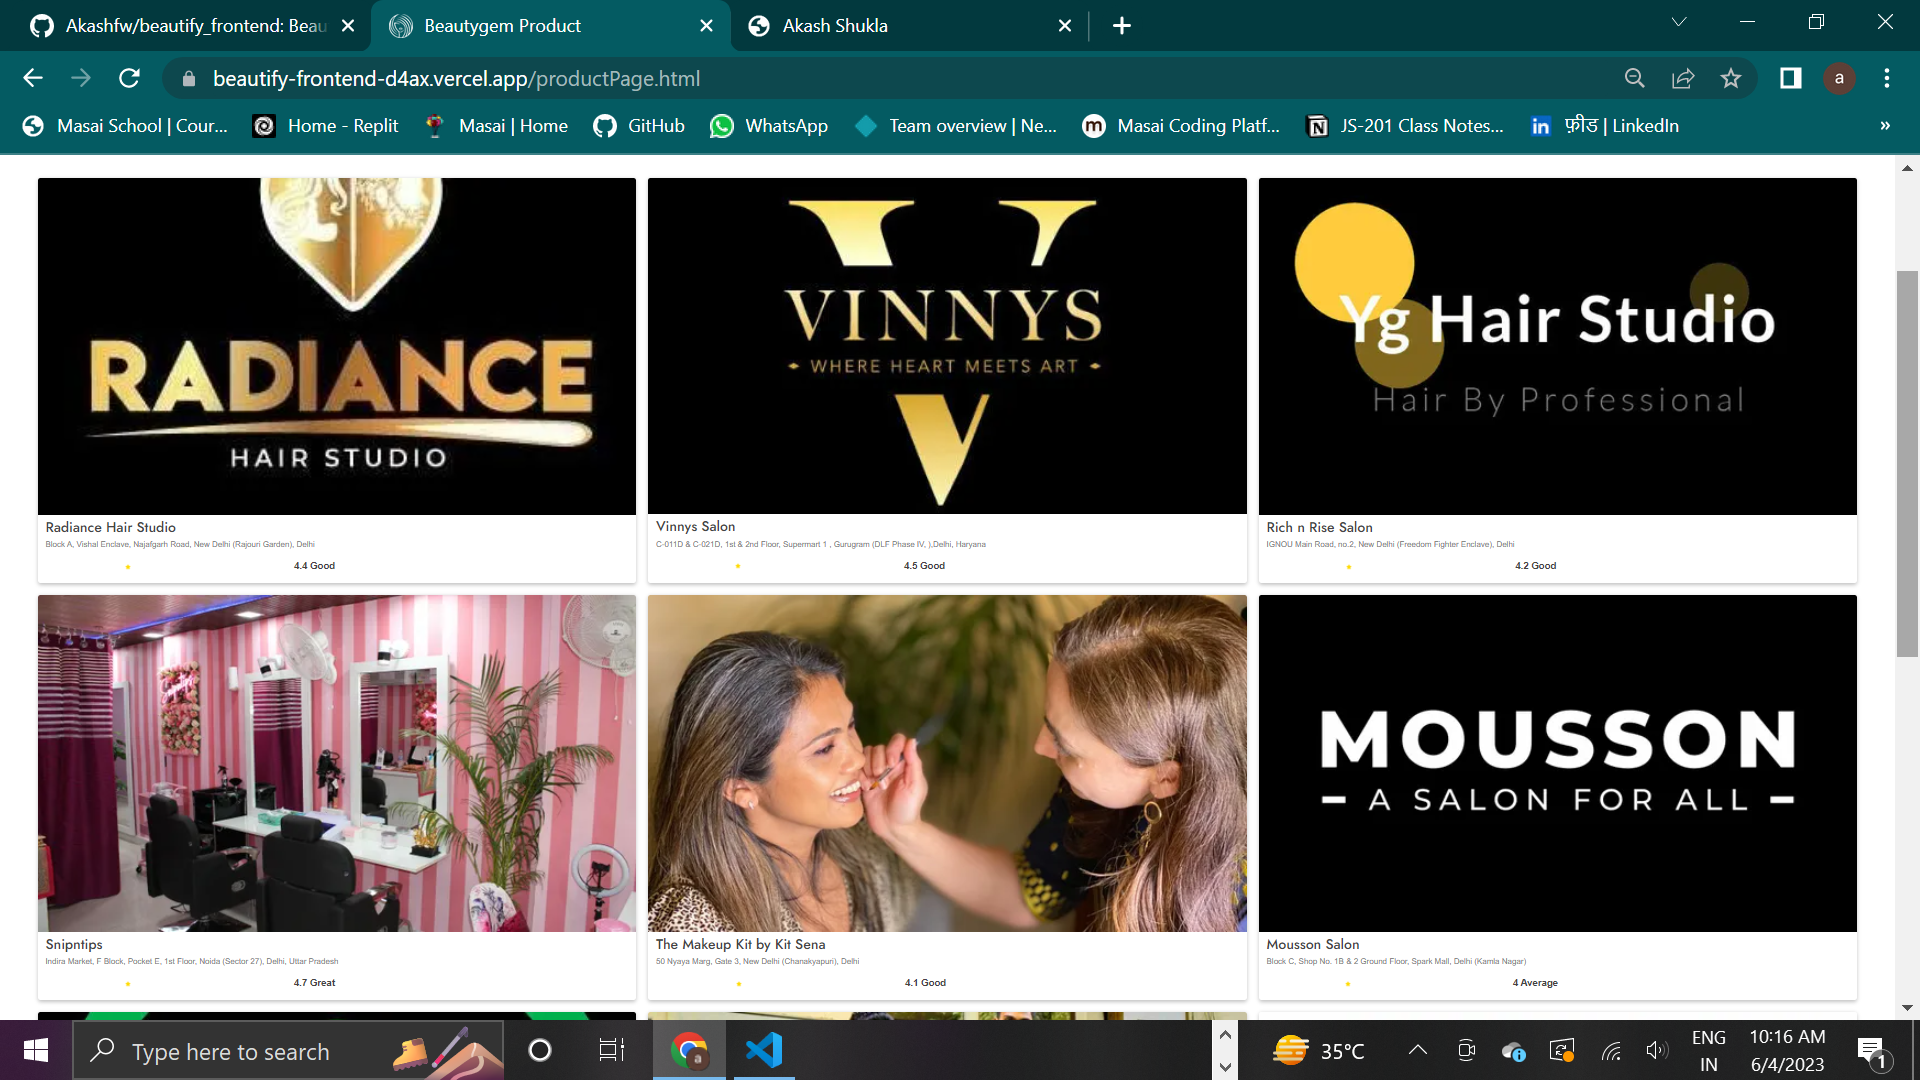 Akashfw/beautify_frontend: Beau
Beautygem Product
Akash Shukla
beautify-frontend-d4ax.vercel.app/productPage.html
a
Masai School | Cour...
Home - Replit
Masai | Home
GitHub
WhatsApp
Team overview | Ne...
m
Masai Coding Platf...
JS-201 Class Notes...
in
फ़ीड | LinkedIn
»
RADIANCE
HAIR STUDIO
Radiance Hair Studio
Block A, Vishal Enclave, Najafgarh Road, New Delhi (Rajouri Garden), Delhi
4.4 Good
V
VINNYS
WHERE HEART MEETS ART
V
Vinnys Salon
C-011D & C-021D, 1st & 2nd Floor, Supermart 1 , Gurugram (DLF Phase IV, ),Delhi, Haryana
4.5 Good
Yg Hair Studio
Hair By Professional
Rich n Rise Salon
IGNOU Main Road, no.2, New Delhi (Freedom Fighter Enclave), Delhi
4.2 Good
Snipntips
Indira Market, F Block, Pocket E, 1st Floor, Noida (Sector 27), Delhi, Uttar Pradesh
4.7 Great
The Makeup Kit by Kit Sena
50 Nyaya Marg, Gate 3, New Delhi (Chanakyapuri), Delhi
4.1 Good
MOUSSON
- A SALON FOR ALL -
Mousson Salon
Block C, Shop No. 1B & 2 Ground Floor, Spark Mall, Delhi (Kamla Nagar)
4 Average
Type here to search
a
35°C
ENG
IN
10:16 AM
6/4/2023
1